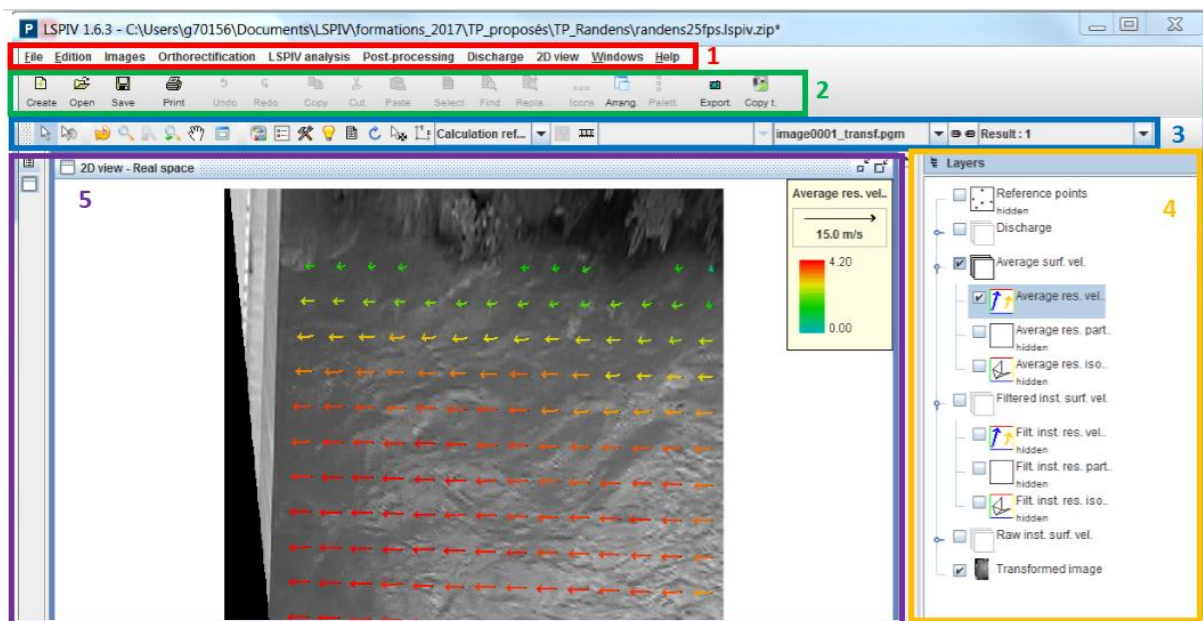 LSPIV 1.6.3 - C:\Users\g70156\Documents\LSPIV\formations_2017\TP_proposés\TP_Randens\randens25fps.lspiv.zip*
File Edition Images Orthorectification LSPIV analysis Post-processing Discharge 2D view Windows Help 1
Create Open Save Print Undo Redo Copy Cut Paste Select Find Repla. Icons Arrang. Palett. Export Copy t. 2
Calculation ref... image0001_transf.pgm Result : 1 3
2D view - Real space
5
Average res. vel..
15.0 m/s
4.20
0.00
Layers
4
Reference points
hidden
Discharge
Average surf. vel.
Average res. vel..
Average res. part..
hidden
Average res. iso..
hidden
Filtered inst. surf. vel.
Filt. inst. res. vel..
hidden
Filt. inst. res. part..
hidden
Filt. inst. res. iso..
hidden
Raw inst. surf. vel.
Transformed image